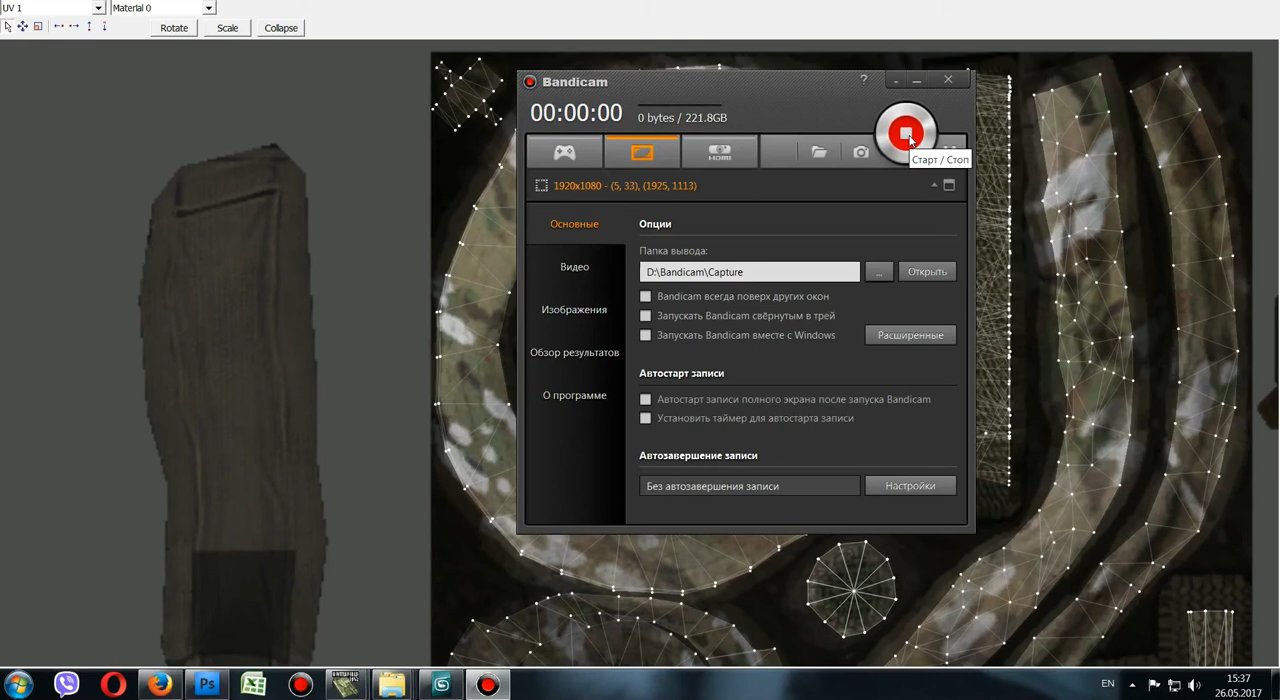 UV 1
Material 0
Rotate
Scale
Collapse
Bandicam
?
00:00:00
0 bytes / 221.8GB
HDMI
Старт / Стоп
1920x1080 - (5, 33), (1925, 1113)
Основные
Видео
Изображения
Обзор результатов
О программе
Опции
Папка вывода:
D:\Bandicam\Capture
...
Открыть
Bandicam всегда поверх других окон
Запускать Bandicam свёрнутым в трей
Запускать Bandicam вместе с Windows
Расширенные
Автостарт записи
Автостарт записи полного экрана после запуска Bandicam
Установить таймер для автостарта записи
Автозавершение записи
Без автозавершения записи
Настройки
Ps
EN
15:37
26.05.2017